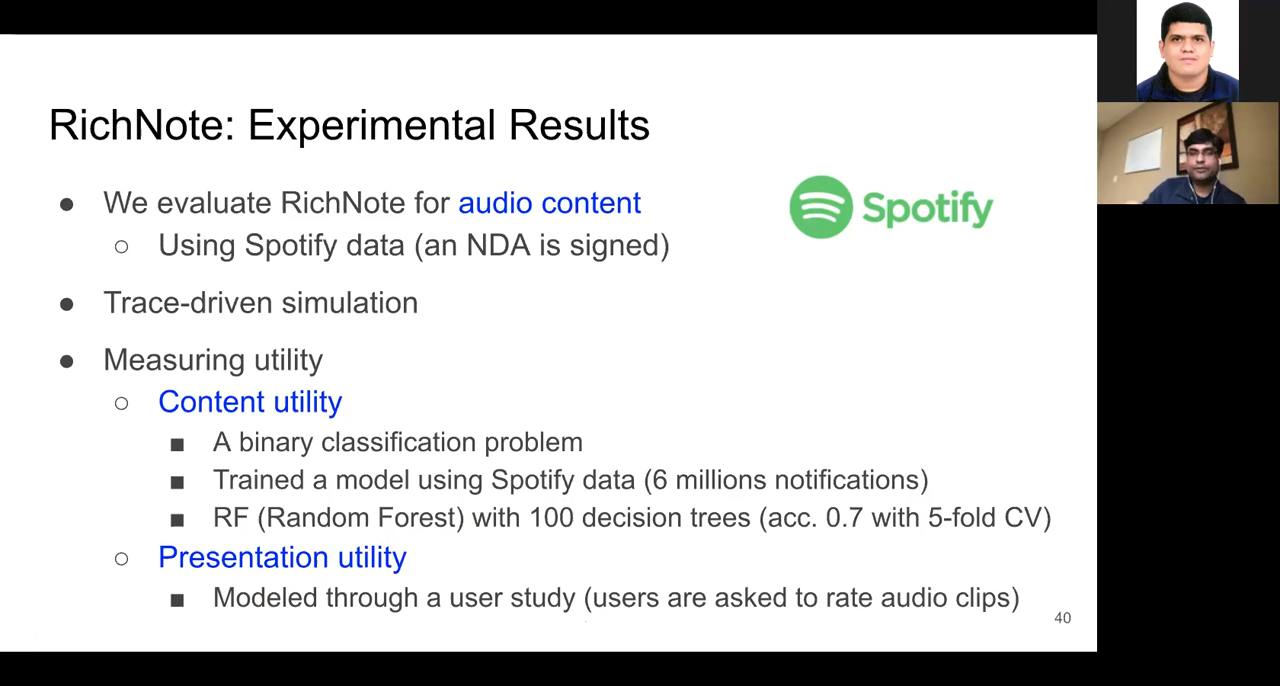 RichNote: Experimental Results
● We evaluate RichNote for audio content
○ Using Spotify data (an NDA is signed)
Spotify
● Trace-driven simulation
● Measuring utility
○ Content utility
■ A binary classification problem
■ Trained a model using Spotify data (6 millions notifications)
■ RF (Random Forest) with 100 decision trees (acc. 0.7 with 5-fold CV)
○ Presentation utility
■ Modeled through a user study (users are asked to rate audio clips)
40